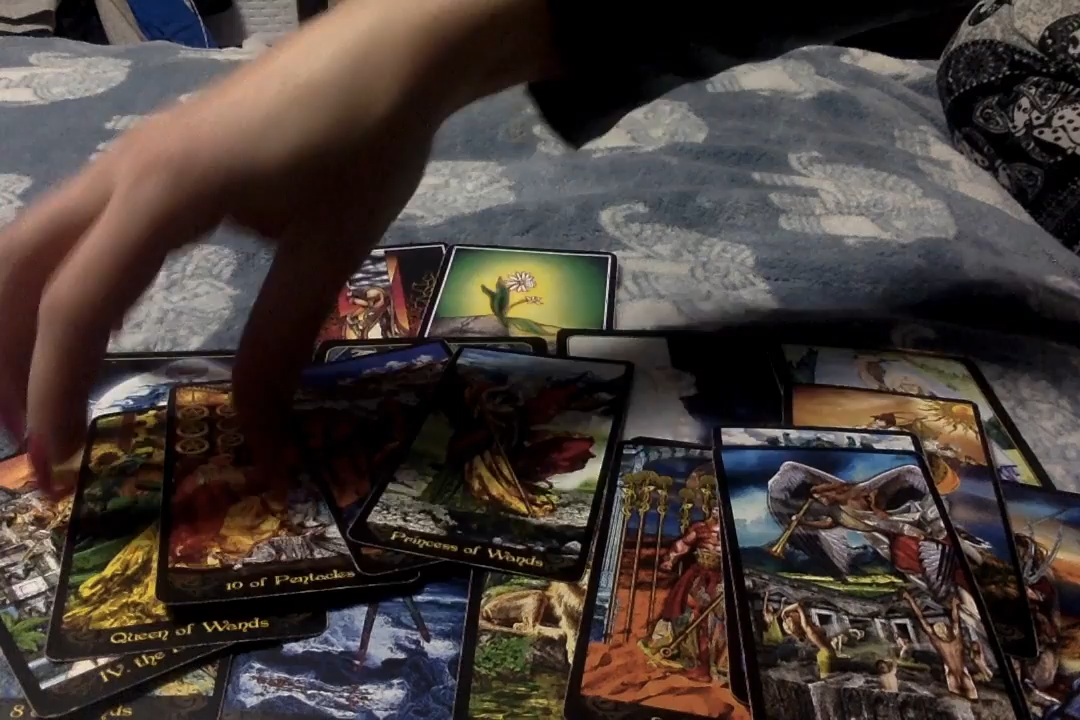 Princess of Wands
10 of Pentacles
Queen of Wands
IV. the
8